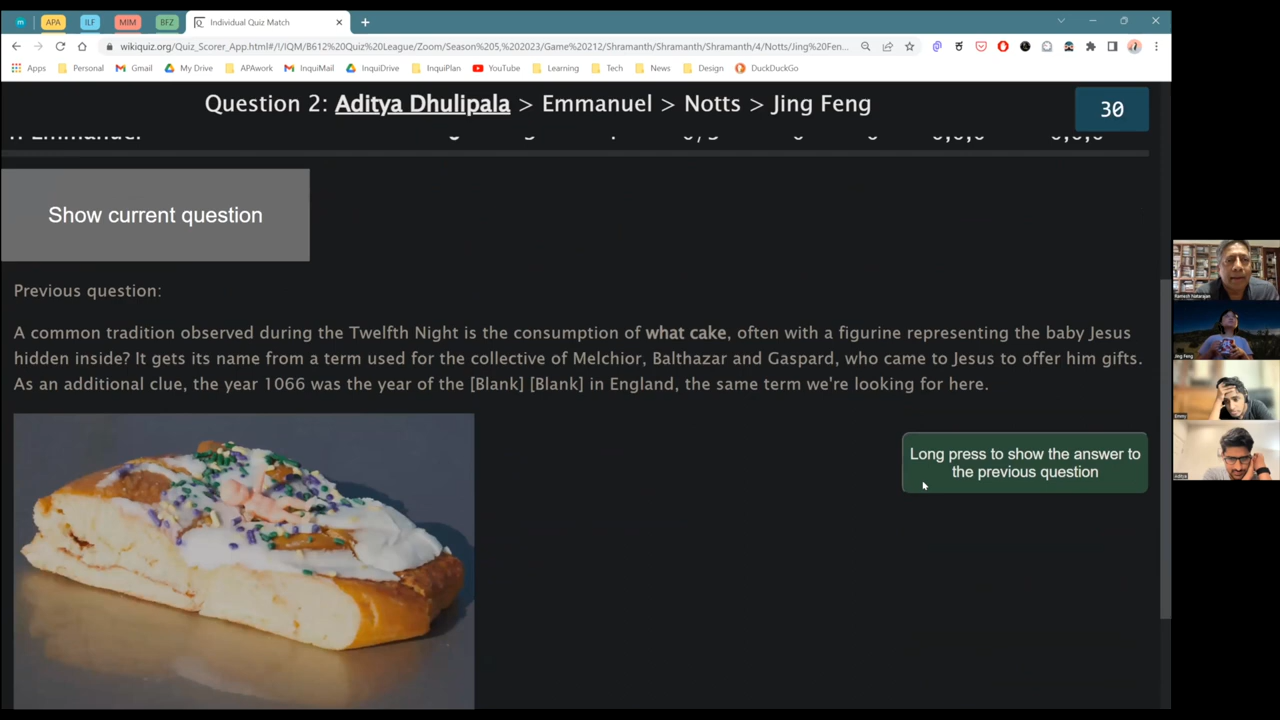 APA
ILF
MIM
BFZ
Individual Quiz Match
wikiquiz.org/Quiz_Scorer_App.html#/!/IQM/B612%20Quiz%20League/Zoom/Season%205,%202023/Game%20212/Shramanth/Shramanth/Shramanth/4/Notts/Jing%20Fen...
Apps Personal Gmail My Drive APAwork InquiMail InquiDrive InquiPlan YouTube Learning Tech News Design DuckDuckGo
Question 2: Aditya Dhulipala > Emmanuel > Notts > Jing Feng
30
Show current question
Previous question:
A common tradition observed during the Twelfth Night is the consumption of what cake, often with a figurine representing the baby Jesus
hidden inside? It gets its name from a term used for the collective of Melchior, Balthazar and Gaspard, who came to Jesus to offer him gifts.
As an additional clue, the year 1066 was the year of the [Blank] [Blank] in England, the same term we're looking for here.
Long press to show the answer to
the previous question
Ramesh Natarajan
Jing Feng